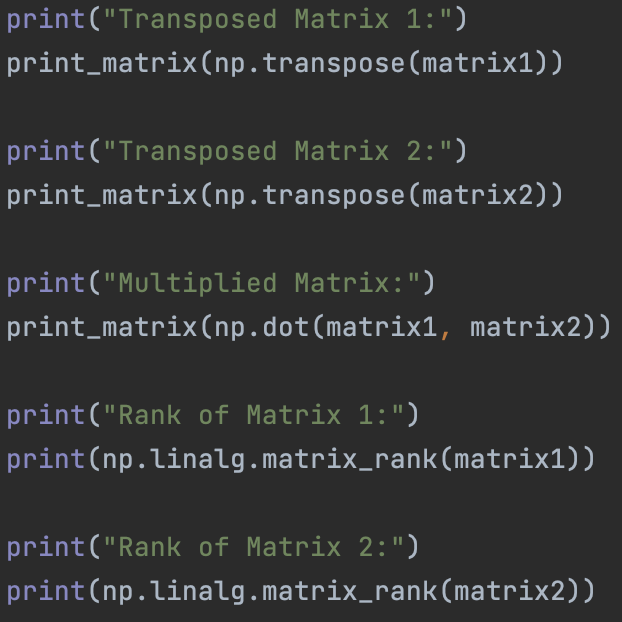 print("Transposed Matrix 1:")
print_matrix(np.transpose(matrix1))
print("Transposed Matrix 2:")
print_matrix(np.transpose(matrix2))
print("Multiplied Matrix:")
print_matrix(np.dot(matrix1, matrix2))
print("Rank of Matrix 1:")
print(np.linalg.matrix_rank(matrix1))
print("Rank of Matrix 2:")
print(np.linalg.matrix_rank(matrix2))